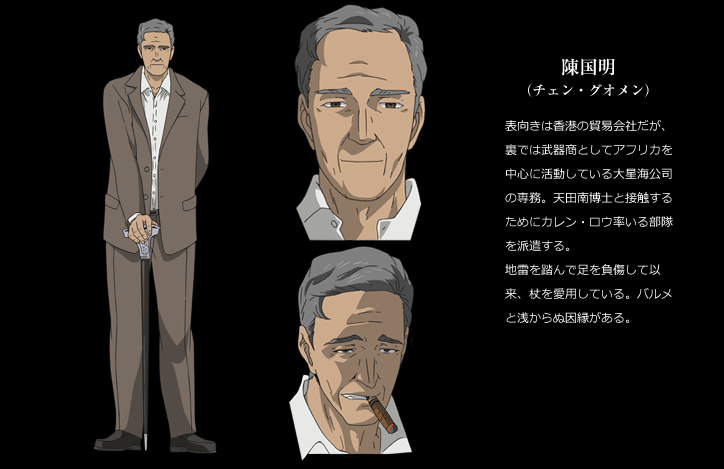 陳国明
(チェン・グオメン)
表向きは香港の貿易会社だが、
裏では武器商としてアフリカを
中心に活動している大星海公司
の専務。天田南博士と接触する
ためにカレン・ロウ率いる部隊
を派遣する。
地雷を踏んで足を負傷して以
来、杖を愛用している。バルメ
と浅からぬ因縁がある。